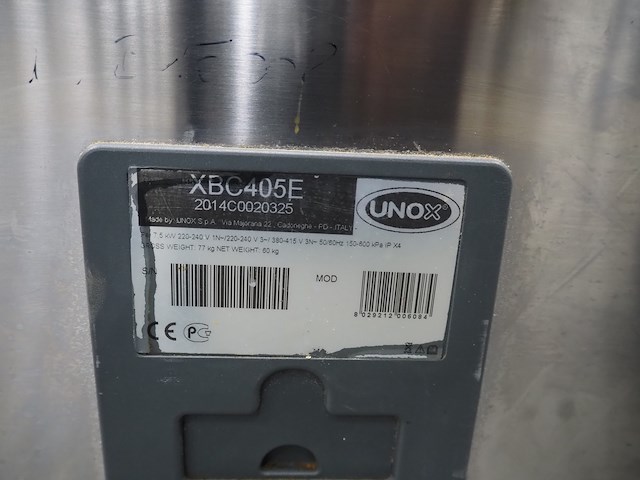 XBC405E
2014C0020325
UNOX
Made by: UNOX S.p.A. Via Majorana 22, Cadoneghe - PD - ITALY
7.5 kW 220-240 V 1N~/220-240 V 3~/ 380-415 V 3N~ 50/60Hz 150-600 kPa IP X4
GROSS WEIGHT: 77 kg NET WEIGHT: 60 kg
S/N
MOD
8 029212 006084
CE